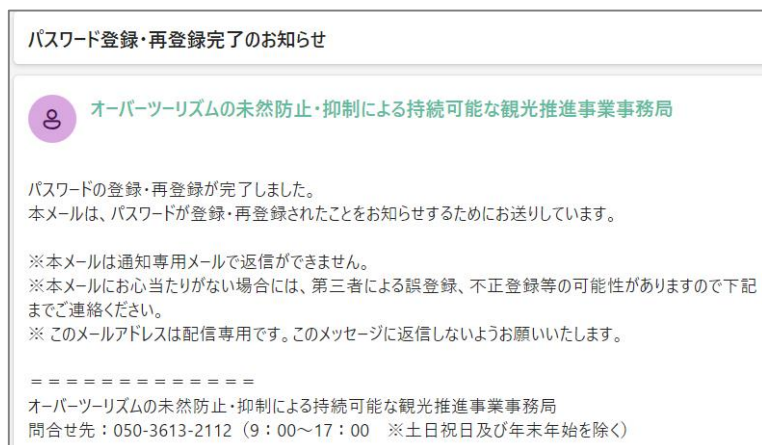 パスワード登録・再登録完了のお知らせ
オーバーツーリズムの未然防止・抑制による持続可能な観光推進事業事務局
パスワードの登録・再登録が完了しました。
本メールは、パスワードが登録・再登録されたことをお知らせするためにお送りしています。
※本メールは通知専用メールで返信ができません。
※本メールにお心当たりがない場合には、第三者による誤登録、不正登録等の可能性がありますので下記
までご連絡ください。
※ このメールアドレスは配信専用です。このメッセージに返信しないようお願いいたします。
＝＝＝＝＝＝＝＝＝＝＝＝＝
オーバーツーリズムの未然防止・抑制による持続可能な観光推進事業事務局
問合せ先：050-3613-2112（9：00～17：00　※土日祝日及び年末年始を除く）